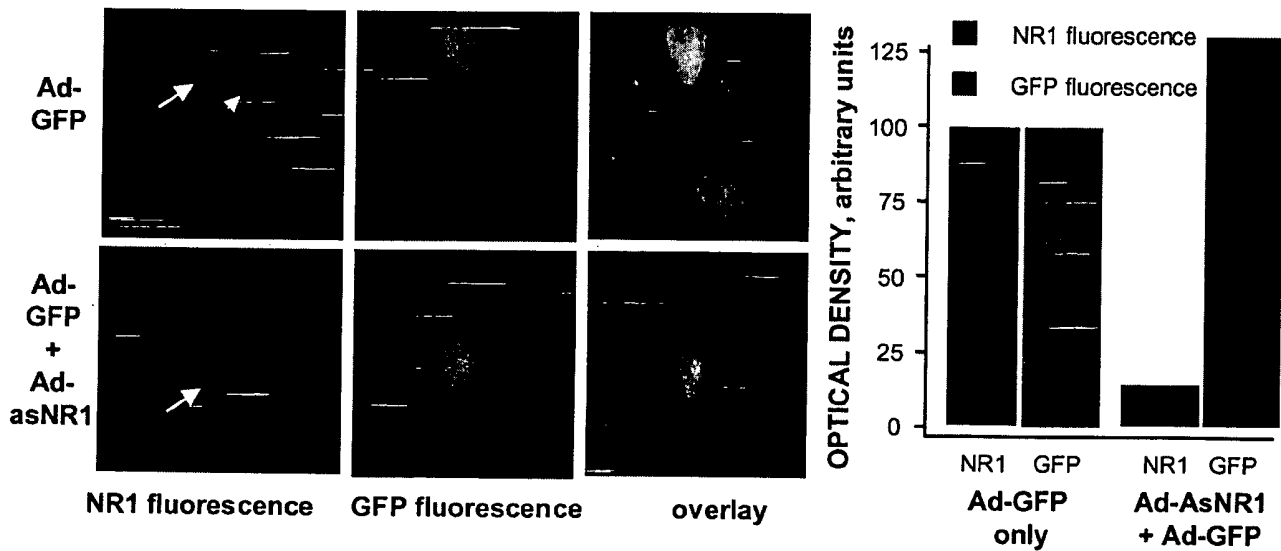 Ad-
GFP
Ad-
GFP
+
Ad-
asNR1
NR1 fluorescence
GFP fluorescence
overlay
OPTICAL DENSITY, arbitrary units
125
100
75
50
25
0
NR1 fluorescence
GFP fluorescence
NR1 GFP
NR1 GFP
Ad-GFP
only
Ad-AsNR1
+ Ad-GFP